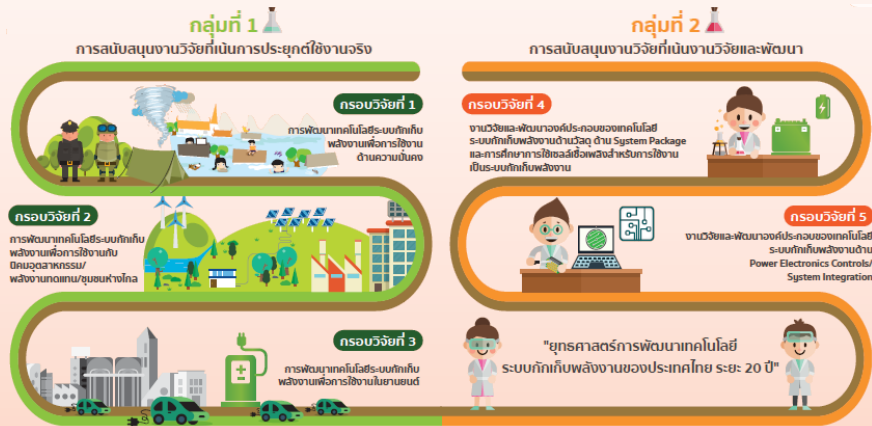 กลุ่มที่ 1
การสนับสนุนงานวิจัยที่เน้นการประยุกต์ใช้งานจริง
กรอบวิจัยที่ 1
การพัฒนาเทคโนโลยีระบบกักเก็บ
พลังงานเพื่อการใช้งาน
ด้านความมั่นคง
กรอบวิจัยที่ 2
การพัฒนาเทคโนโลยีระบบกักเก็บ
พลังงานเพื่อการใช้งานกับ
นิคมอุตสาหกรรม/
พลังงานทดแทน/ชุมชนห่างไกล
กรอบวิจัยที่ 3
การพัฒนาเทคโนโลยีระบบกักเก็บ
พลังงานเพื่อการใช้งานในยานยนต์
กลุ่มที่ 2
การสนับสนุนงานวิจัยที่เน้นงานวิจัยและพัฒนา
กรอบวิจัยที่ 4
งานวิจัยและพัฒนาองค์ประกอบของเทคโนโลยี
ระบบกักเก็บพลังงานด้านวัสดุ ด้าน System Package
และการศึกษาการใช้เซลล์เชื้อเพลิงสำหรับการใช้งาน
เป็นระบบกักเก็บพลังงาน
กรอบวิจัยที่ 5
งานวิจัยและพัฒนาองค์ประกอบของเทคโนโลยี
ระบบกักเก็บพลังงานด้าน
Power Electronics Controls/
System Integration
"ยุทธศาสตร์การพัฒนาเทคโนโลยี
ระบบกักเก็บพลังงานของประเทศไทย ระยะ 20 ปี"